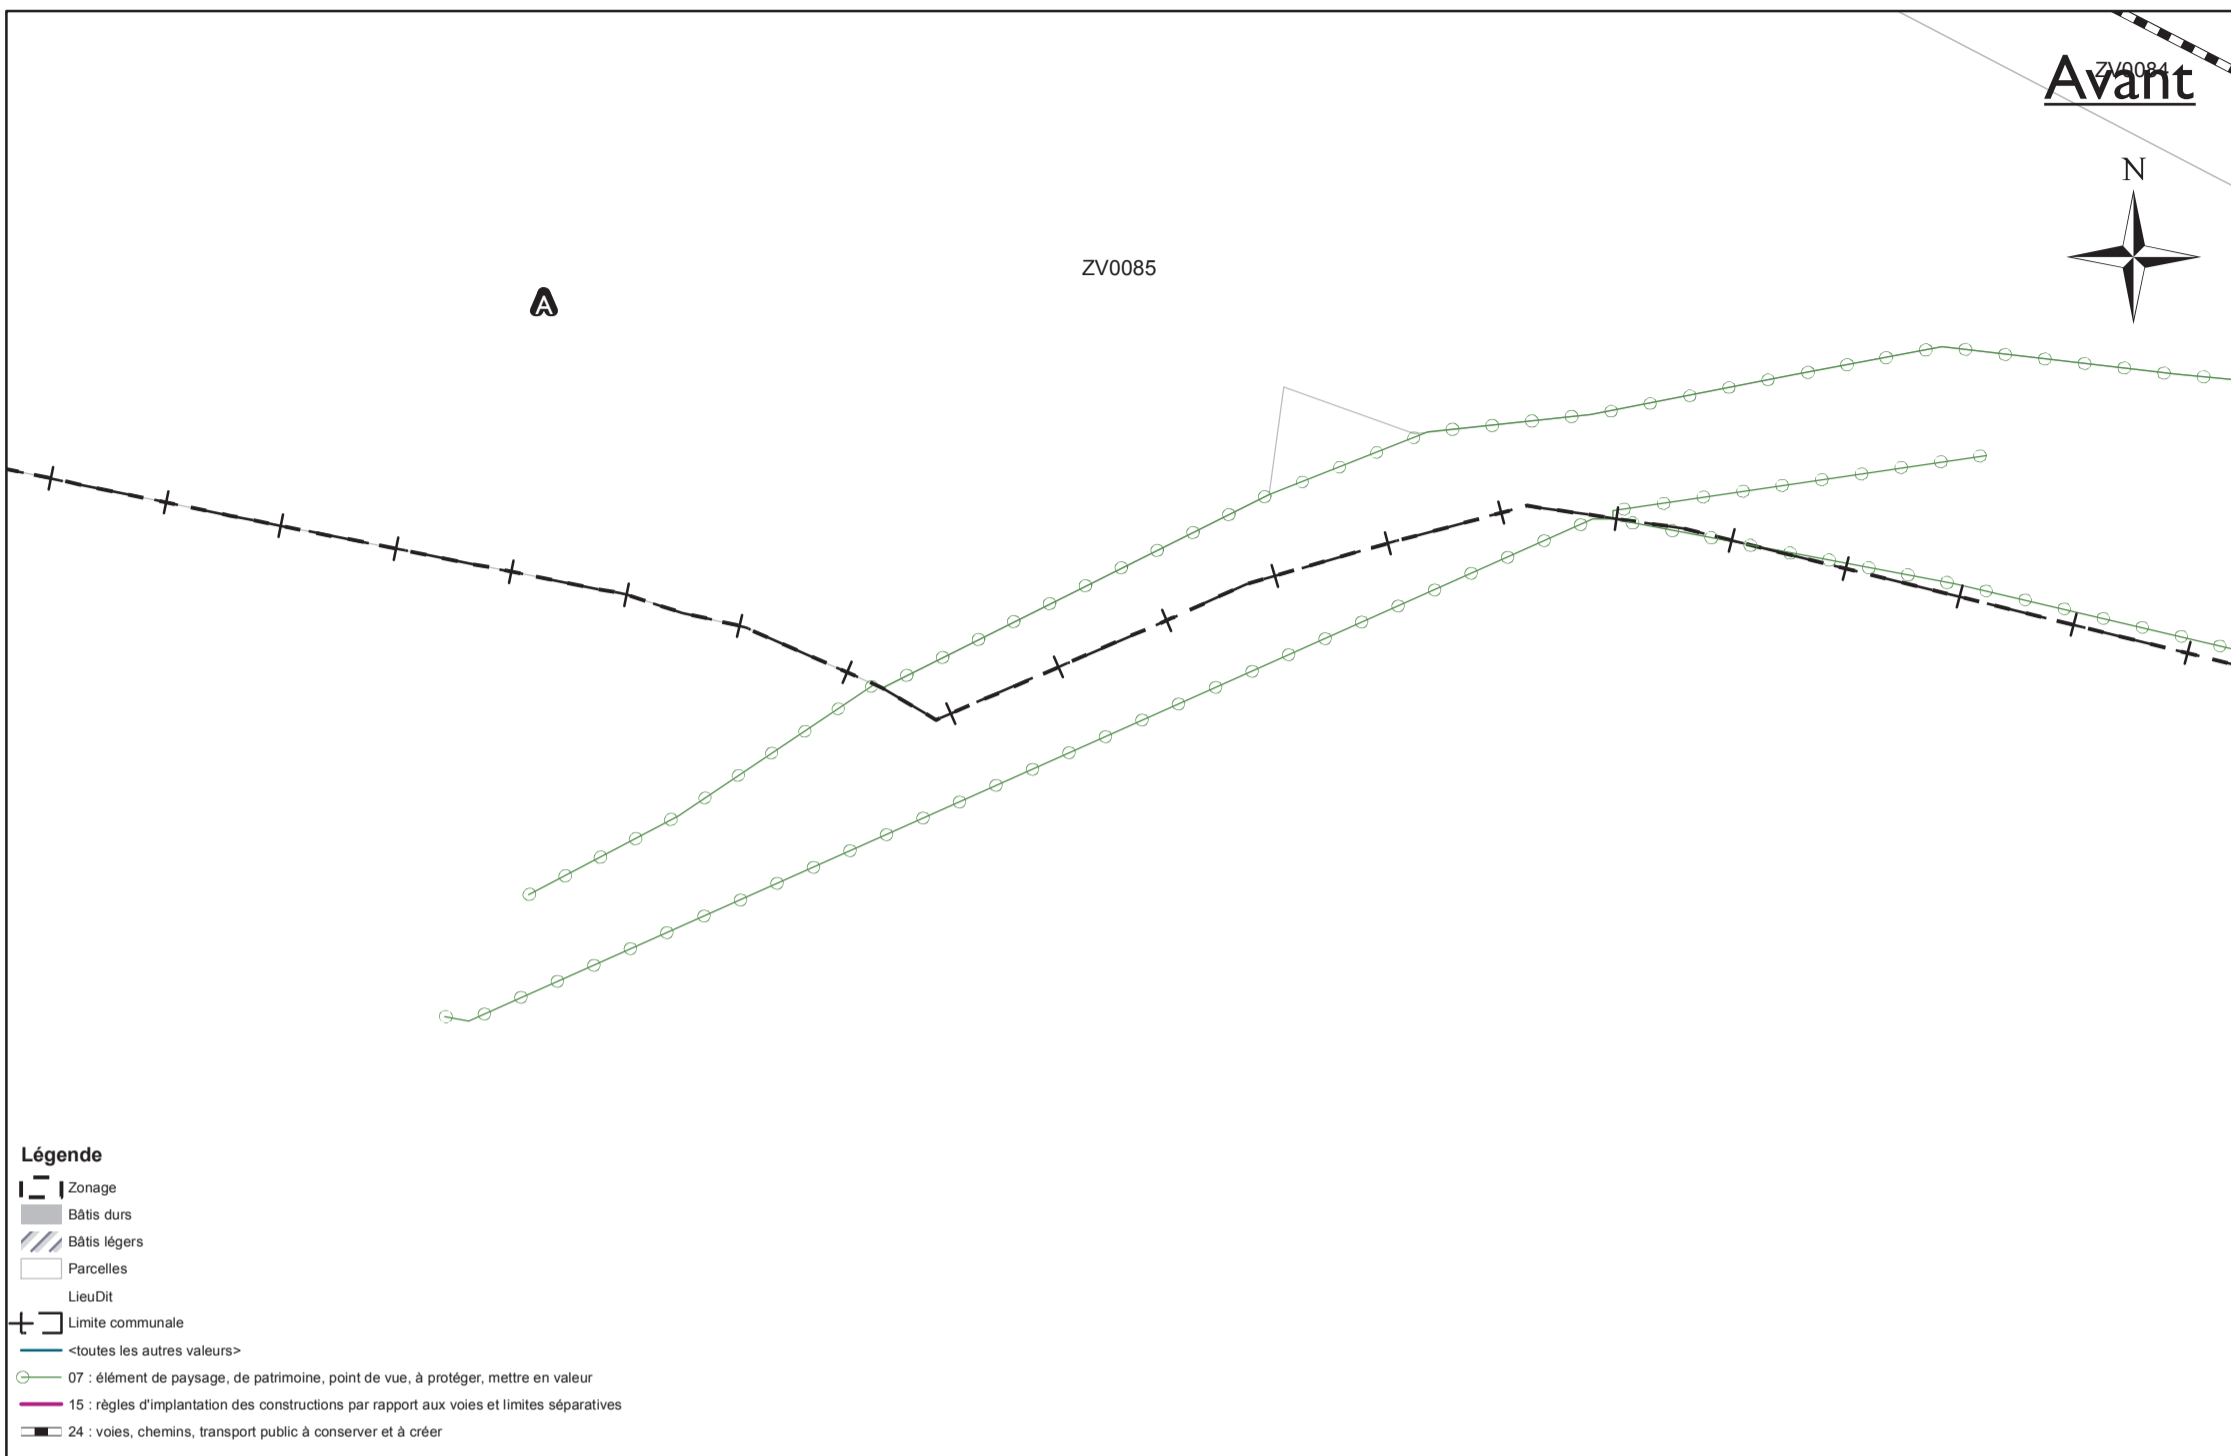 ZV0084
Avant
N
ZV0085
A
Légende
Zonage
Bâtis durs
Bâtis légers
Parcelles
LieuDit
Limite communale
<toutes les autres valeurs>
07 : élément de paysage, de patrimoine, point de vue, à protéger, mettre en valeur
15 : règles d'implantation des constructions par rapport aux voies et limites séparatives
24 : voies, chemins, transport public à conserver et à créer